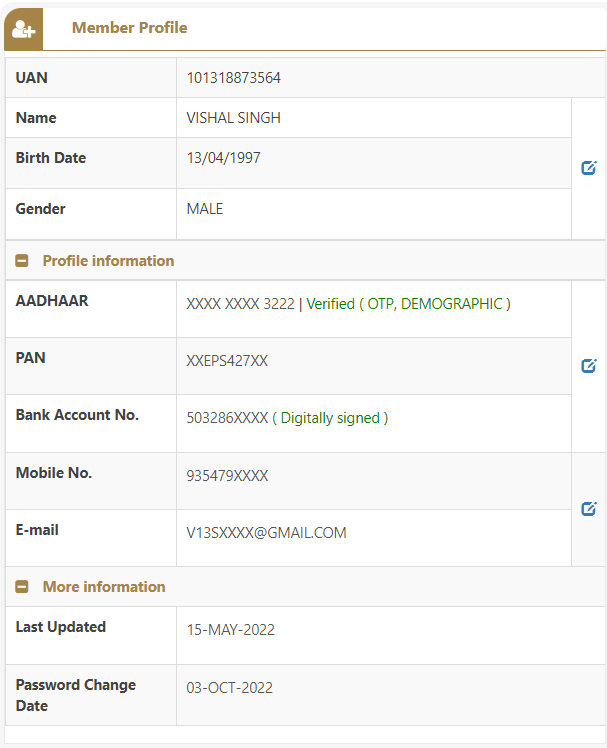 Member Profile
UAN 101318873564
Name VISHAL SINGH
Birth Date 13/04/1997
Gender MALE
Profile information
AADHAAR XXXX XXXX 3222 | Verified ( OTP, DEMOGRAPHIC )
PAN XXEPS427XX
Bank Account No. 503286XXXX ( Digitally signed )
Mobile No. 935479XXXX
E-mail V13SXXXX@GMAIL.COM
More information
Last Updated 15-MAY-2022
Password Change
Date 03-OCT-2022